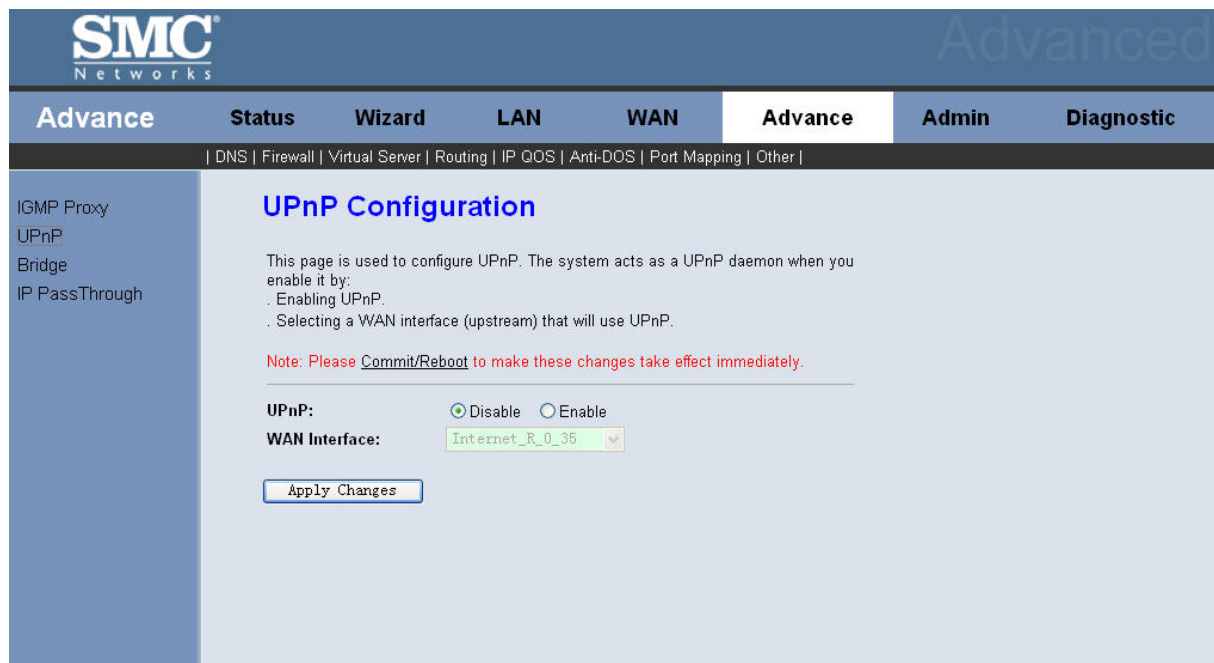 SMC®
Networks
Advanced
Advance
Status Wizard LAN WAN Advance Admin Diagnostic
| DNS | Firewall | Virtual Server | Routing | IP QOS | Anti-DOS | Port Mapping | Other |
IGMP Proxy
UPnP
Bridge
IP PassThrough
UPnP Configuration
This page is used to configure UPnP. The system acts as a UPnP daemon when you
enable it by:
. Enabling UPnP.
. Selecting a WAN interface (upstream) that will use UPnP.
Note: Please Commit/Reboot to make these changes take effect immediately.
UPnP: Disable Enable
WAN Interface: Internet_R_0_35
Apply Changes